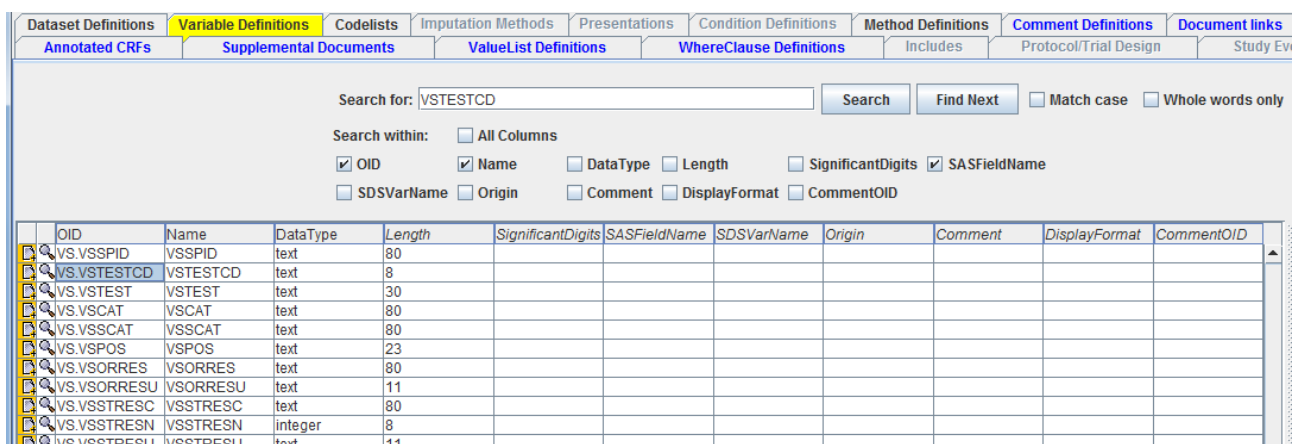 Dataset Definitions Variable Definitions Codelists Imputation Methods Presentations Condition Definitions Method Definitions Comment Definitions Document links
Annotated CRFs Supplemental Documents ValueList Definitions WhereClause Definitions Includes Protocol/Trial Design Study
Search for: VSTESTCD Search Find Next Match case Whole words only
Search within: All Columns
OID Name DataType Length SignificantDigits SASFieldName
SDSVarName Origin Comment DisplayFormat CommentOID
OID Name DataType Length SignificantDigits SASFieldName SDSVarName Origin Comment DisplayFormat CommentOID
VS.VSSPID VSSPID text 80
VS.VSTESTCD VSTESTCD text 8
VS.VSTEST VSTEST text 30
VS.VSCAT VSCAT text 80
VS.VSSCAT VSSCAT text 80
VS.VSPOS VSPOS text 23
VS.VSORRES VSORRES text 80
VS.VSORRESU VSORRESU text 11
VS.VSSTRESC VSSTRESC text 80
VS.VSSTRESN VSSTRESN integer 8
VS.VSSTRESU VSSTRESU text 11